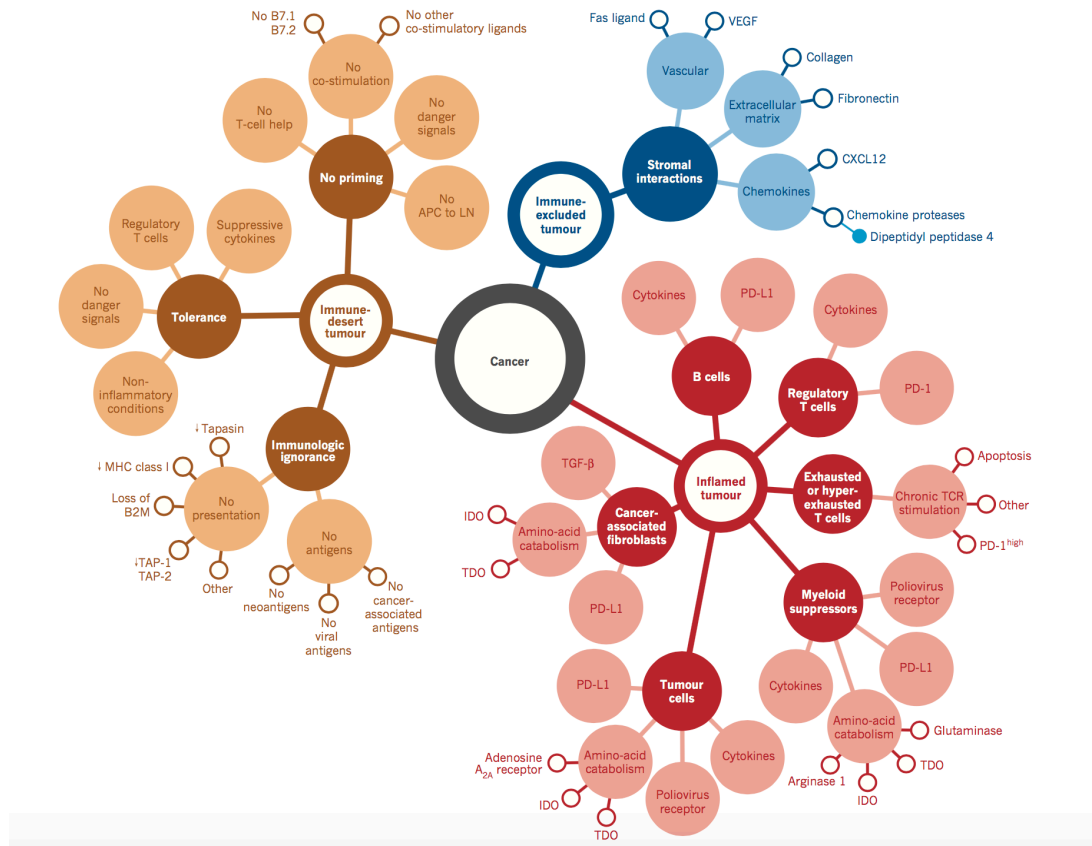 No B7.1
B7.2
No other
co-stimulatory ligands
No
co-stimulation
No
T-cell help
No
danger
signals
No priming
No
APC to LN
Regulatory
T cells
Suppressive
cytokines
No
danger
signals
Tolerance
Non-
inflammatory
conditions
Immune-
desert
tumour
Immunologic
ignorance
↓Tapasin
↓MHC class I
Loss of
B2M
↓TAP-1
TAP-2
Other
No
presentation
No
antigens
No
neoantigens
No
viral
antigens
No
cancer-
associated
antigens
Fas ligand
VEGF
Vascular
Collagen
Extracellular
matrix
Fibronectin
Stromal
interactions
CXCL12
Chemokines
Chemokine proteases
Dipeptidyl peptidase 4
Immune-
excluded
tumour
Cancer
Cytokines
PD-L1
B cells
Cytokines
Regulatory
T cells
PD-1
Inflamed
tumour
Exhausted
or hyper-
exhausted
T cells
Chronic TCR
stimulation
Apoptosis
Other
PD-1high
TGF-β
Cancer-
associated
fibroblasts
IDO
Amino-acid
catabolism
TDO
PD-L1
Myeloid
suppressors
Poliovirus
receptor
PD-L1
Cytokines
Amino-acid
catabolism
Glutaminase
TDO
IDO
Arginase 1
Tumour
cells
PD-L1
Amino-acid
catabolism
Adenosine
A2A receptor
IDO
TDO
Poliovirus
receptor
Cytokines